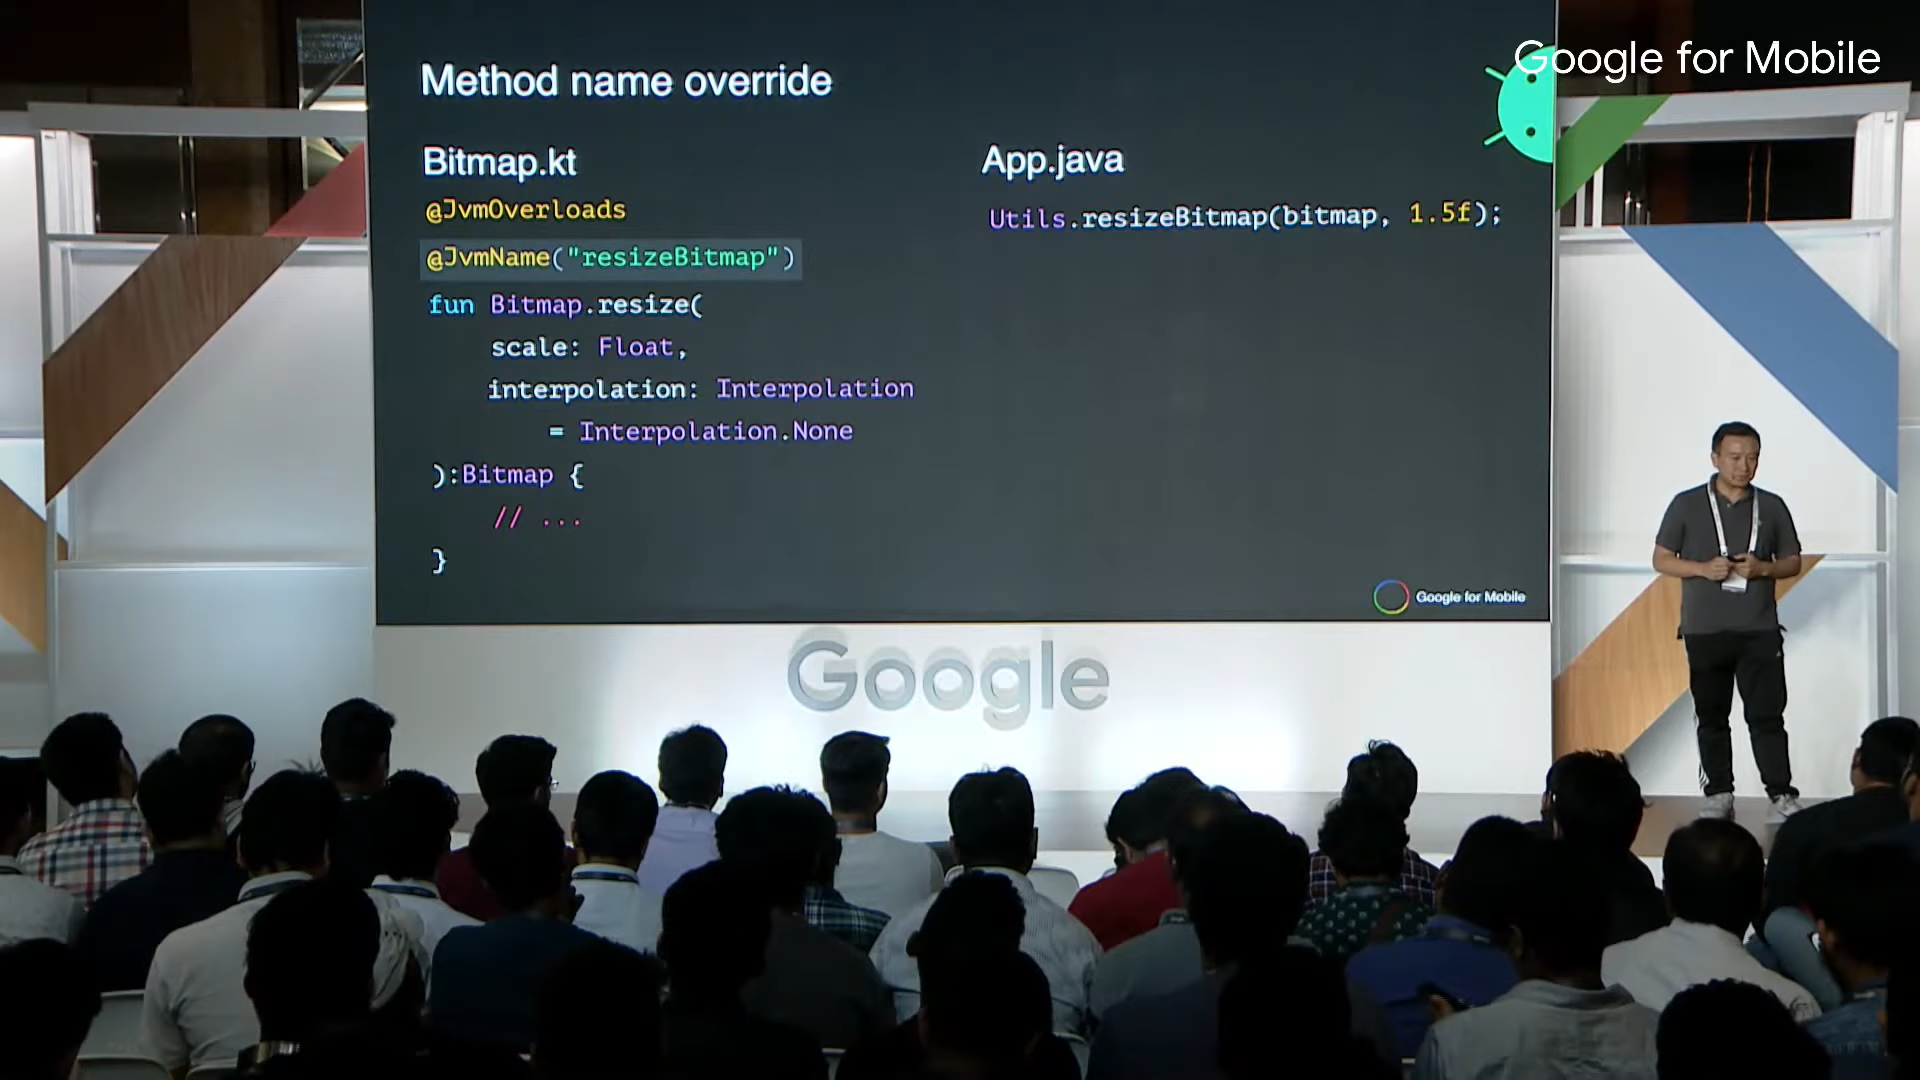 Google for Mobile
Method name override
Bitmap.kt
@JvmOverloads
@JvmName("resizeBitmap")
fun Bitmap.resize(
scale: Float,
interpolation: Interpolation
= Interpolation.None
):Bitmap {
// ...
}
App.java
Utils.resizeBitmap(bitmap, 1.5f);
Google for Mobile
Google